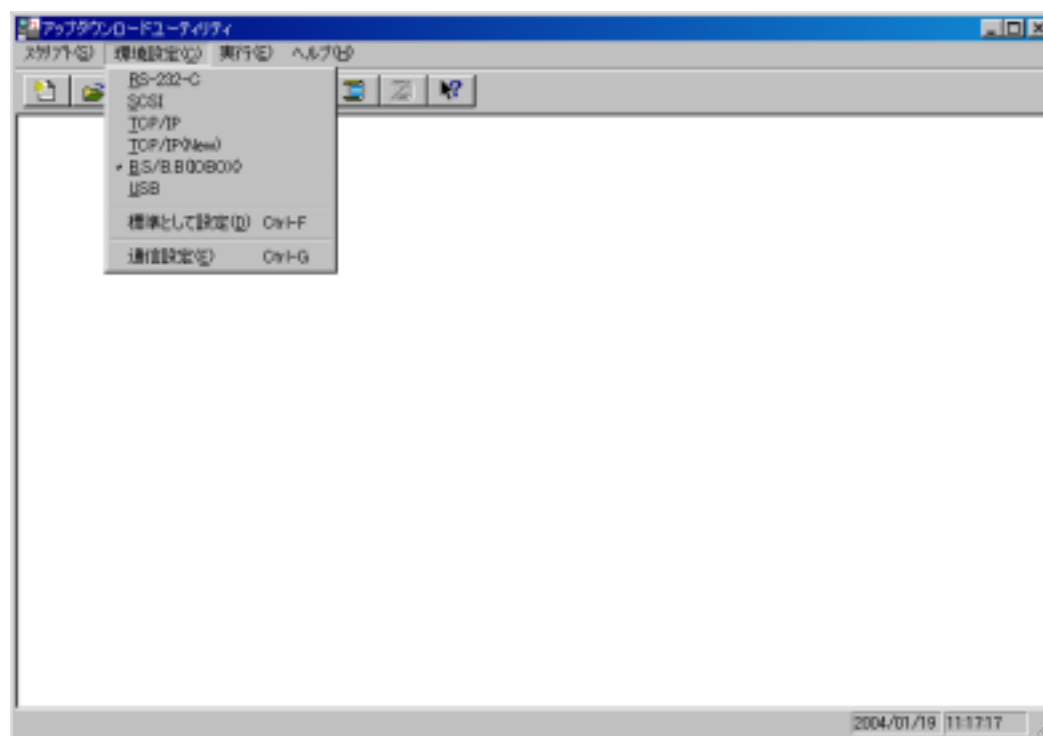 アップダウンロードユーティリティ
スクリプト(S) 環境設定(C) 実行(E) ヘルプ(H)
RS-232-C
SCSI
TCP/IP
TCP/IP(New)
USB
標準として設定(D) Ctrl-F
通信設定(E) Ctrl-G
2004/01/19 11:17:17